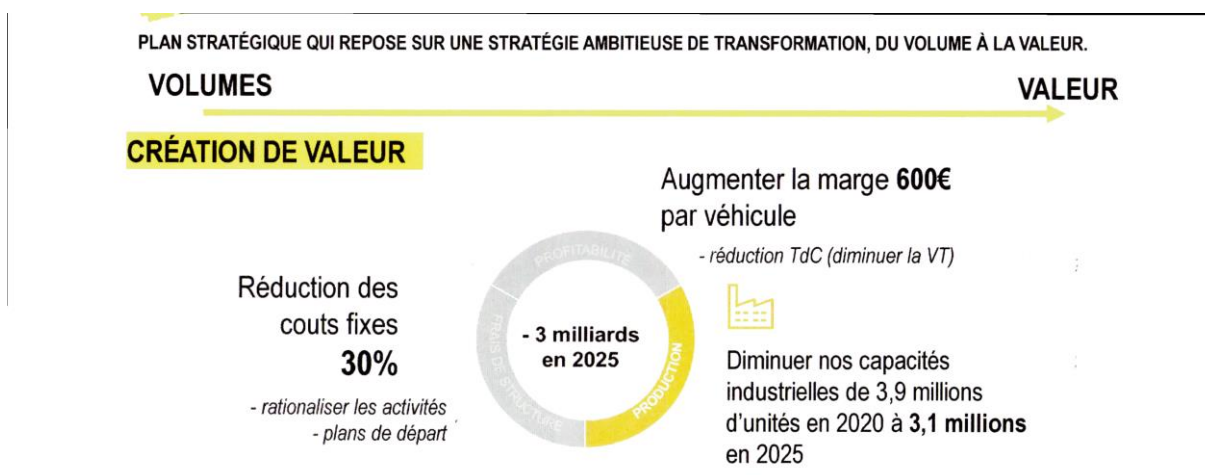 PLAN STRATÉGIQUE QUI REPOSE SUR UNE STRATÉGIE AMBITIEUSE DE TRANSFORMATION, DU VOLUME À LA VALEUR.
VOLUMES
VALEUR
CRÉATION DE VALEUR
Augmenter la marge 600€
par véhicule
- réduction TdC (diminuer la VT)
Réduction des
couts fixes
30%
- rationaliser les activités
- plans de départ
PROFITABILITÉ
FRAIS DE STRUCTURE
PRODUCTION
- 3 milliards
en 2025
Diminuer nos capacités
industrielles de 3,9 millions
d'unités en 2020 à 3,1 millions
en 2025